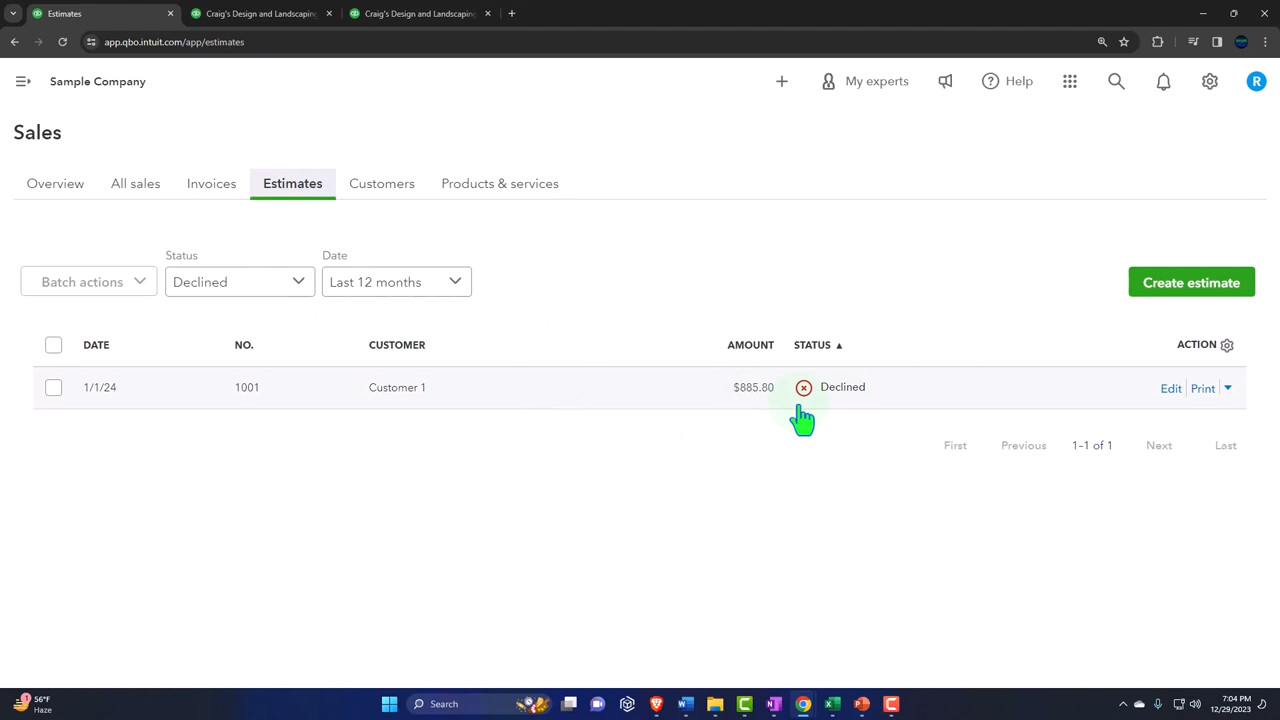 Estimates
Craig's Design and Landscaping
Craig's Design and Landscaping
app.qbo.intuit.com/app/estimates
Sample Company
My experts
Help
R
Sales
Overview
All sales
Invoices
Estimates
Customers
Products & services
Status
Date
Batch actions
Declined
Last 12 months
Create estimate
DATE
NO.
CUSTOMER
AMOUNT
STATUS
ACTION
1/1/24
1001
Customer 1
$885.80
Declined
Edit
Print
First
Previous
1–1 of 1
Next
Last
1
56°F
Haze
Search
7:04 PM
12/29/2023